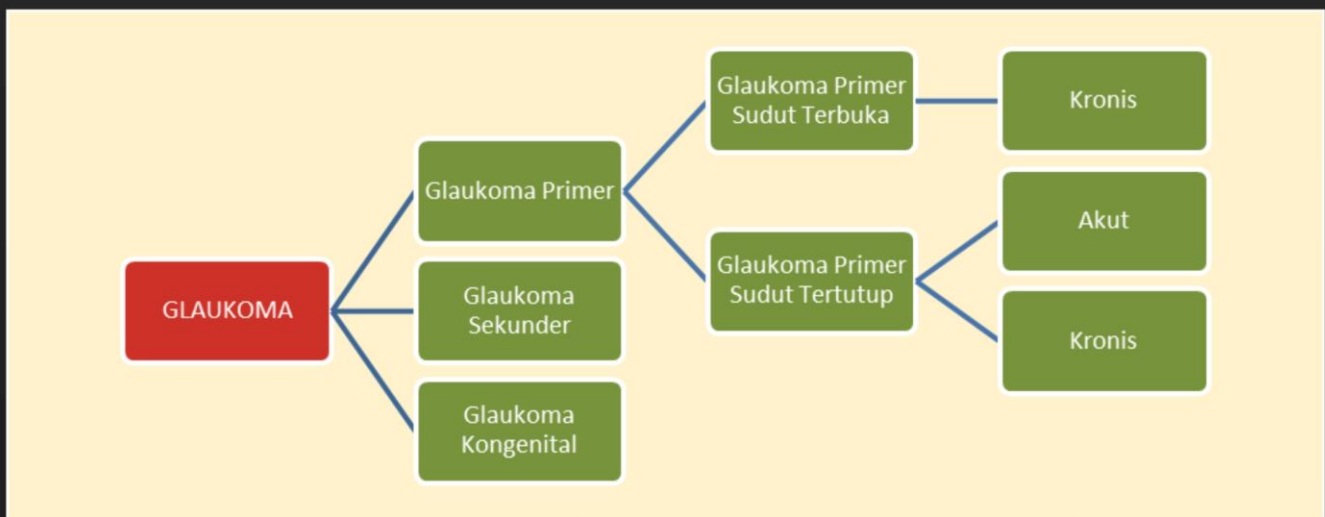 GLAUKOMA
Glaukoma Primer
Glaukoma
Sekunder
Glaukoma
Kongenital
Glaukoma Primer
Sudut Terbuka
Glaukoma Primer
Sudut Tertutup
Kronis
Akut
Kronis